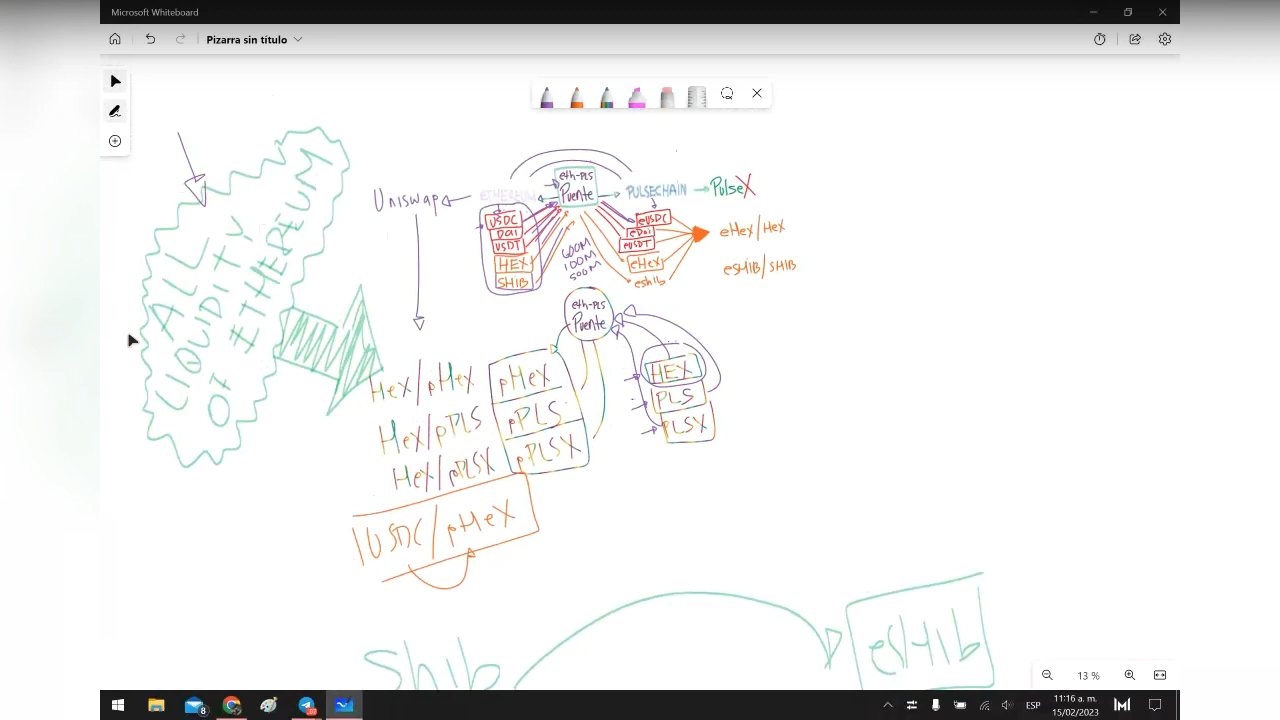 Microsoft Whiteboard
Pizarra sin título
ALL
LIQUIDITY
OF ETHEREUM
Uniswap
ETHEREUM
eth-PLS
Puente
PULSECHAIN
PulseX
USDC
Dai
USDT
HEX
SHIB
600M
100M
500M
eUSDC
eDai
eUSDT
eHex
eshib
eHex/Hex
eSHIB/SHIB
eth-PLS
Puente
Hex/pHex
Hex/pPLS
Hex/pPLSX
pHex
pPLS
pPLSX
HEX
PLS
PLSX
USDC/pHex
Shib
eSHib
13 %
8
ESP
11:16 a. m.
15/02/2023